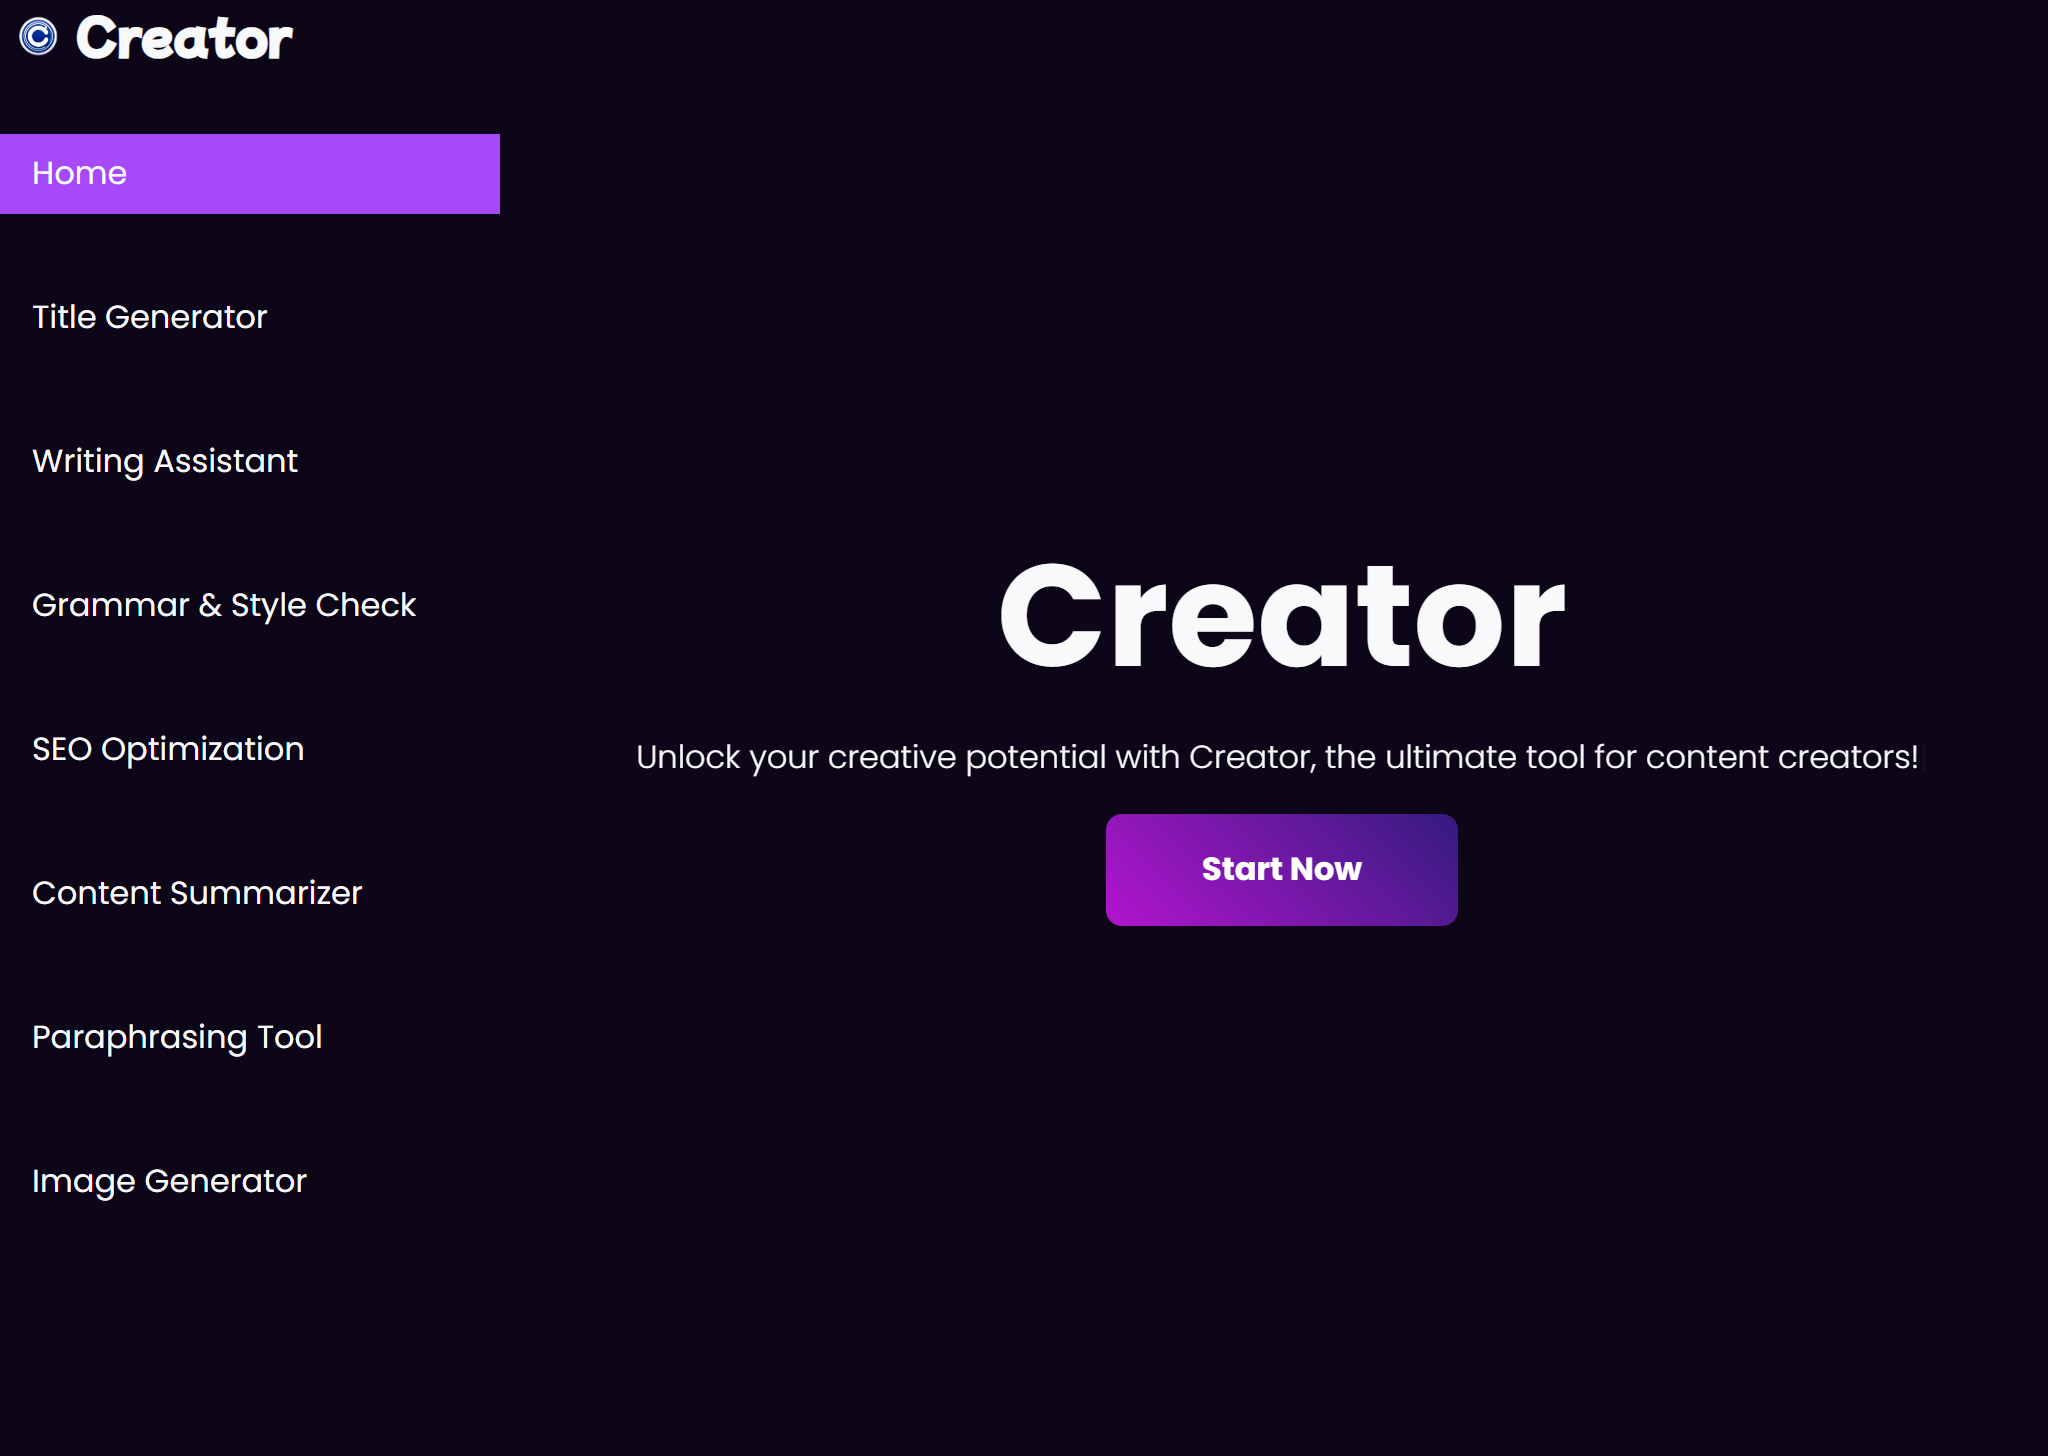 Creator
Home
Title Generator
Writing Assistant
Grammar & Style Check
SEO Optimization
Content Summarizer
Paraphrasing Tool
Image Generator
Creator
Unlock your creative potential with Creator, the ultimate tool for content creators!
Start Now